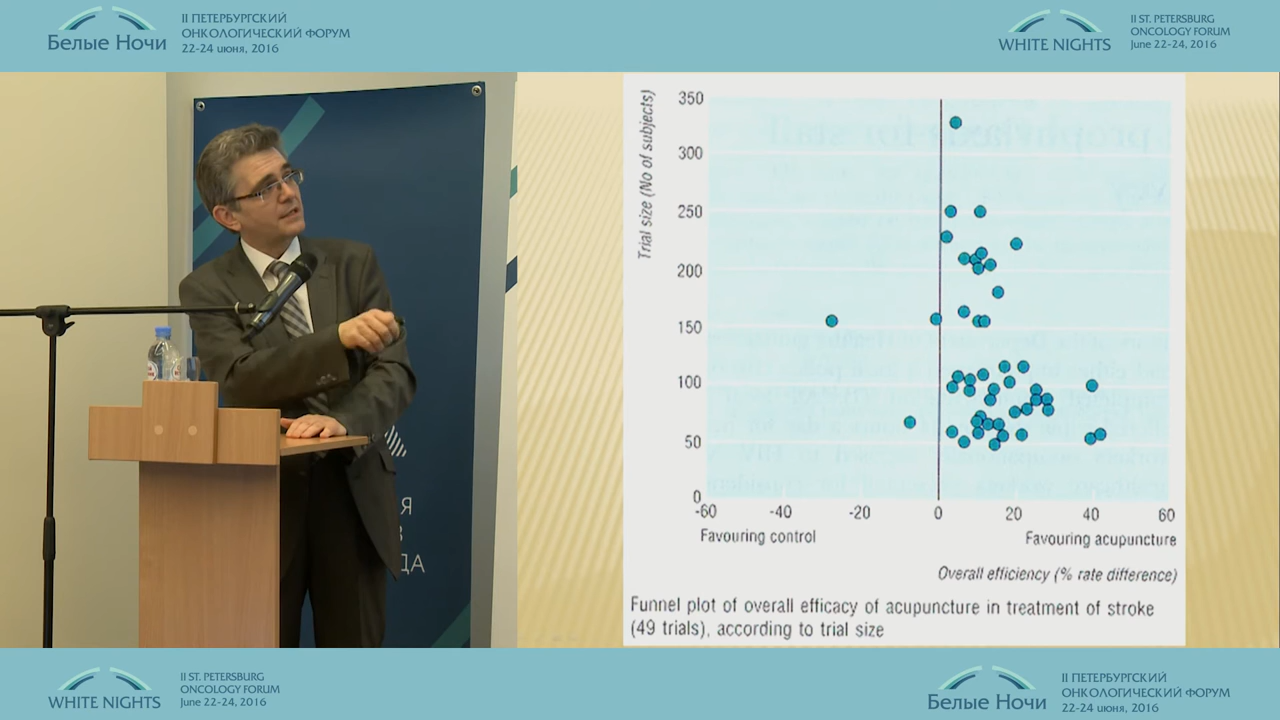 Белые Ночи
II ПЕТЕРБУРГСКИЙ
ОНКОЛОГИЧЕСКИЙ ФОРУМ
22-24 июня, 2016
WHITE NIGHTS
II ST. PETERSBURG
ONCOLOGY FORUM
June 22-24, 2016
Trial size (No of subjects)
350
300
250
200
150
100
50
0
-60
-40
-20
0
20
40
60
Favouring control
Favouring acupuncture
Overall efficiency (% rate difference)
Funnel plot of overall efficacy of acupuncture in treatment of stroke
(49 trials), according to trial size
WHITE NIGHTS
II ST. PETERSBURG
ONCOLOGY FORUM
June 22-24, 2016
Белые Ночи
II ПЕТЕРБУРГСКИЙ
ОНКОЛОГИЧЕСКИЙ ФОРУМ
22-24 июня, 2016